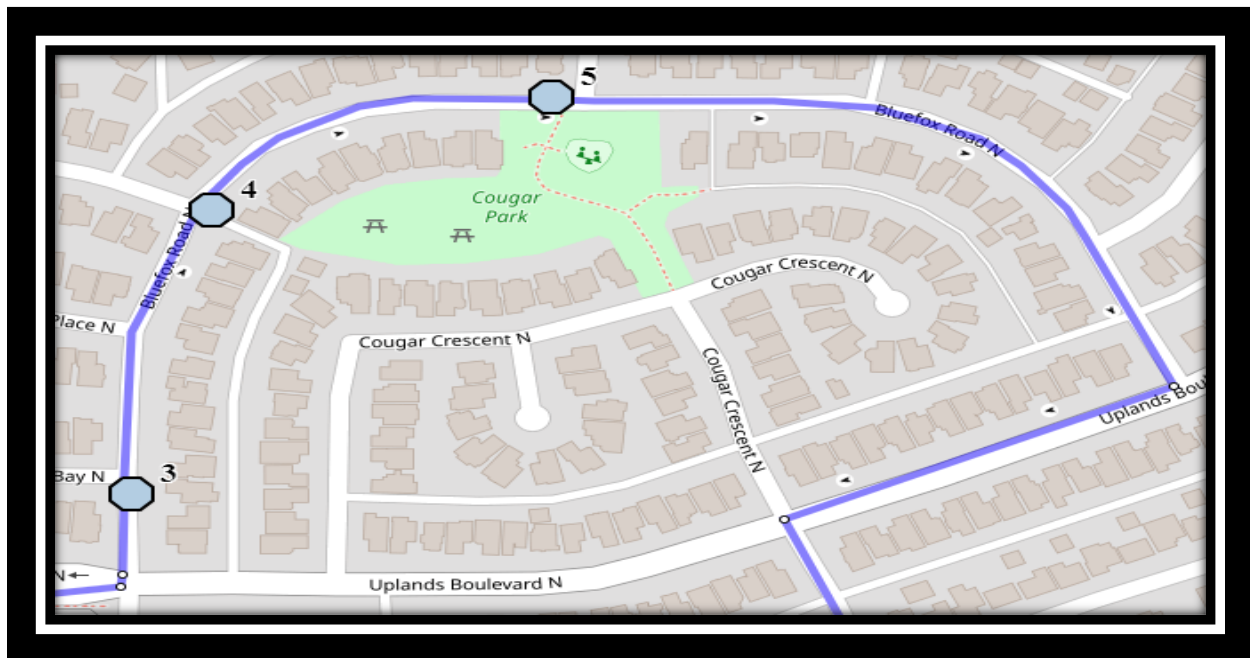 5
Bluefox Road N
4
Cougar
Park
Bluefox Road N
Cougar Crescent N
Place N
Cougar Crescent N
Cougar Crescent N
Uplands Bou
3
Bay N
N←
Uplands Boulevard N